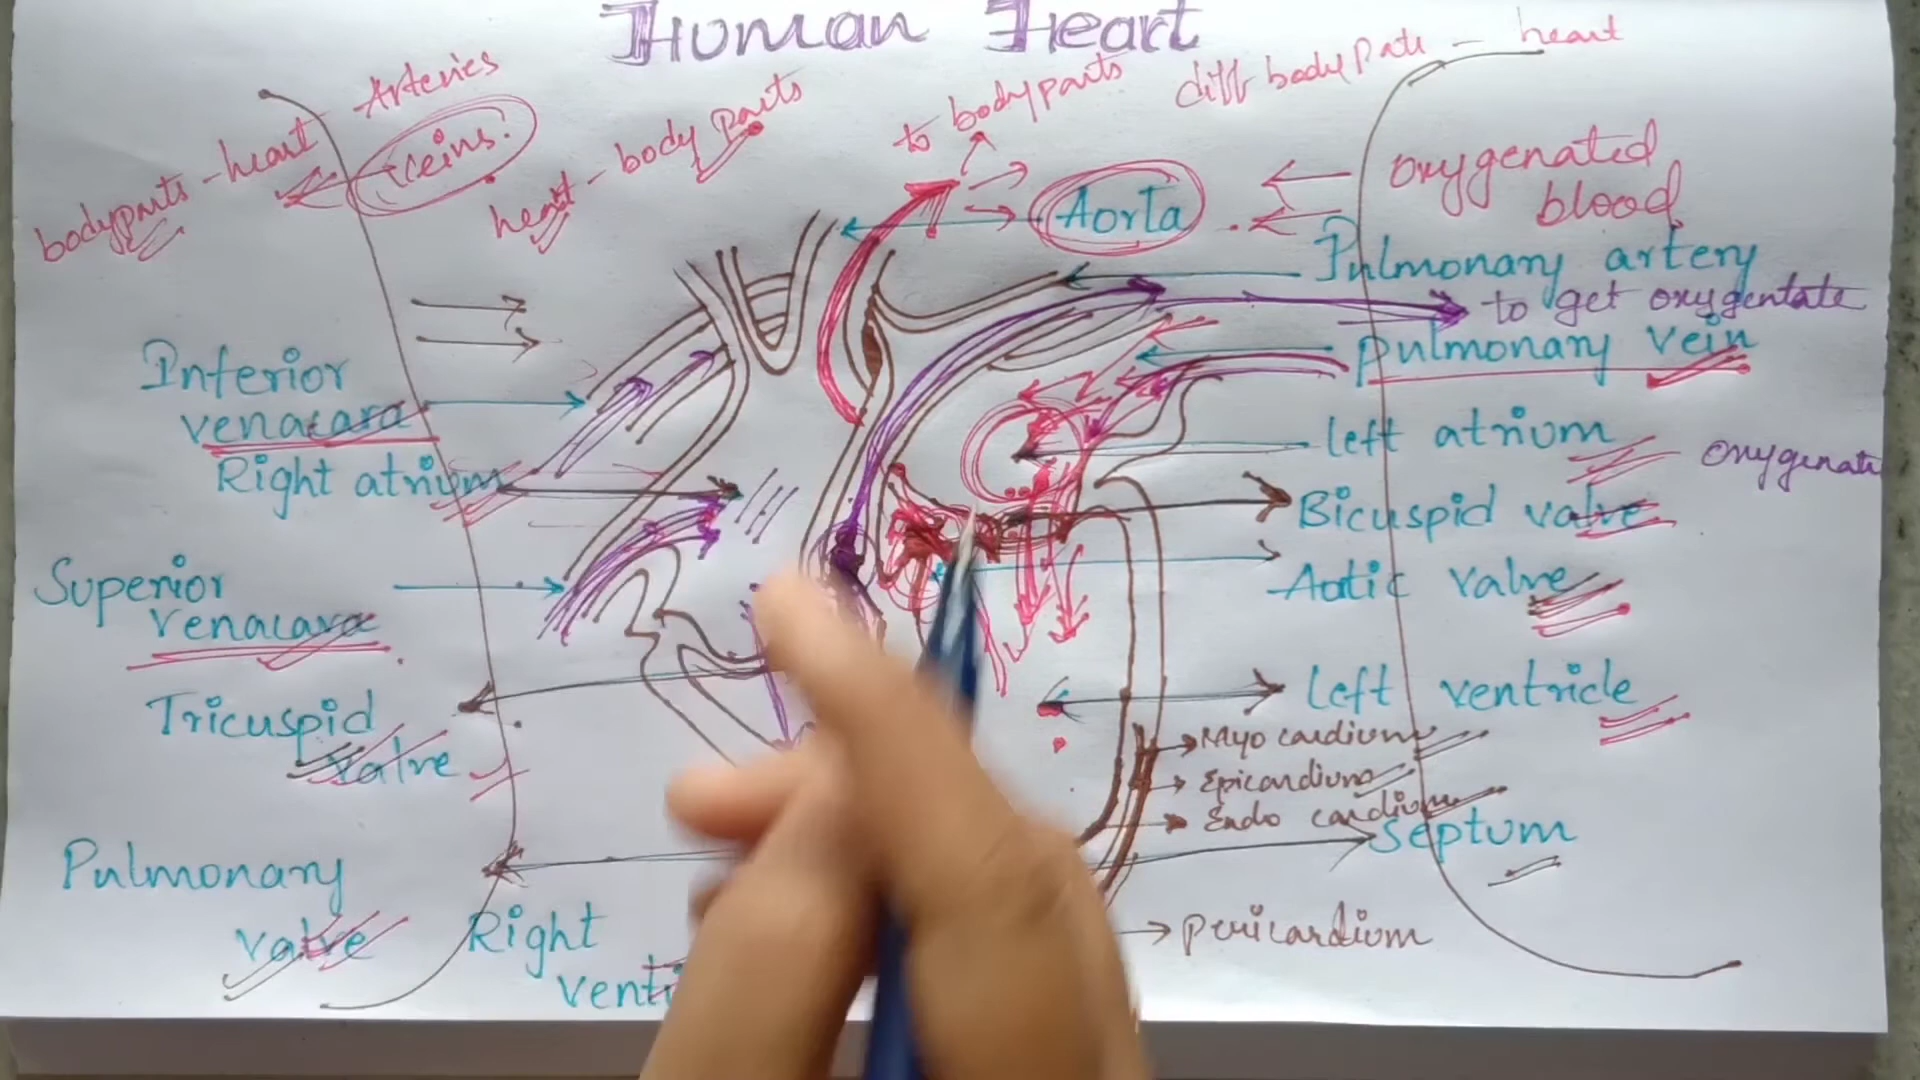 Human Heart
Arteries
veins.
bodyparts - heart
heart - body parts
to bodyparts
diff body Parts - heart
oxygenated
blood
Aorta
Pulmonary artery
to get oxygentate
pulmonary vein
Inferior
venacava
Right atrium
left atrium
oxygenate
Bicuspid valve
Superior
venacava
Aotic valve
Tricuspid
valve
left ventricle
Myo cardium
Epicardium
Endo cardium
septum
Pulmonary
valve
Right
ventri
pericardium